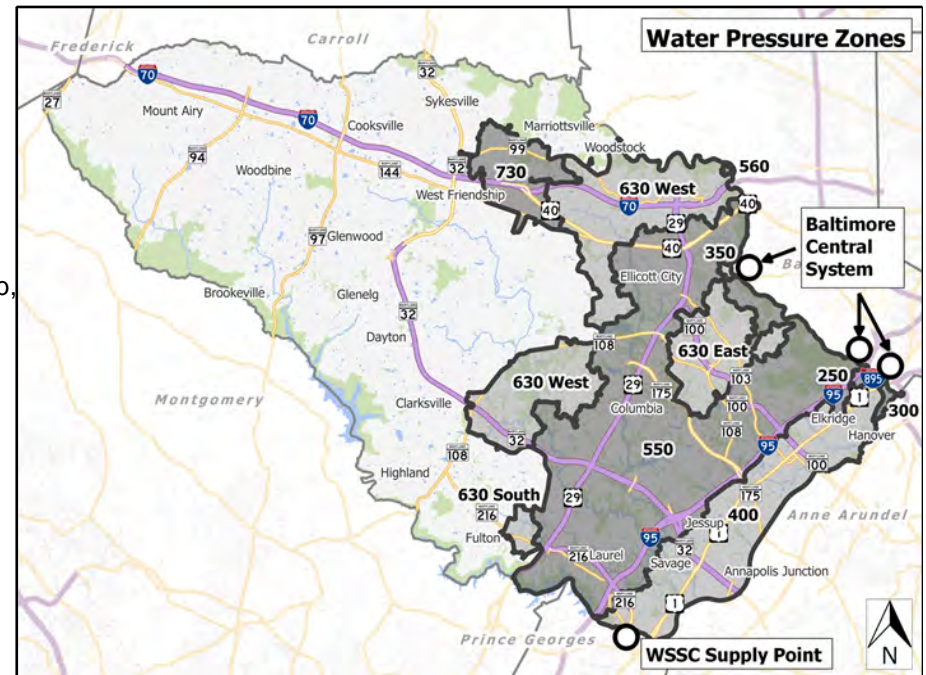 Water Pressure Zones
Frederick
Carroll
70
32
27
Mount Airy
Sykesville
70
Cooksville
Marriottsville
99
Woodstock
94
Woodbine
144
32
730
560
West Friendship
630 West
70
40
29
40
Baltimore
Central
System
97
Glenwood
40
350
Ba
Ellicott City
o,
Brookeville
Glenelg
32
100
Dayton
108
630 East
630 West
29
175
103
250
895
95
1
300
Clarksville
Columbia
100
Elkridge
Montgomery
32
108
Hanover
108
550
95
100
Highland
630 South
29
175
400
Anne Arundel
216
Jessup
1
Fulton
95
32
216
Laurel
Savage
Annapolis Junction
216
1
Prince Georges
WSSC Supply Point
N